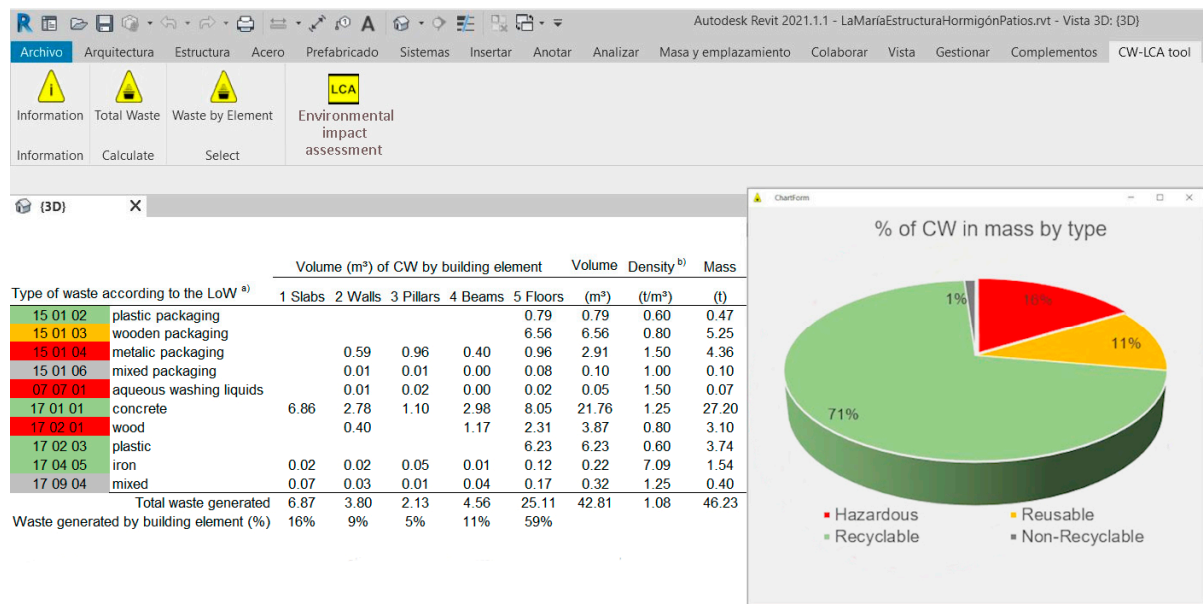 Autodesk Revit 2021.1.1 - LaMaríaEstructuraHormigónPatios.rvt - Vista 3D: {3D}
Archivo Arquitectura Estructura Acero Prefabricado Sistemas Insertar Anotar Analizar Masa y emplazamiento Colaborar Vista Gestionar Complementos CW-LCA tool
LCA
Information Total Waste Waste by Element Environmental
impact
assessment
Information Calculate Select
{3D} X
ChartForm
% of CW in mass by type
Volume (m³) of CW by building element Volume Density b) Mass
Type of waste according to the LoW a) 1 Slabs 2 Walls 3 Pillars 4 Beams 5 Floors (m³) (t/m³) (t)
15 01 02 plastic packaging 0.79 0.79 0.60 0.47
15 01 03 wooden packaging 6.56 6.56 0.80 5.25
15 01 04 metalic packaging 0.59 0.96 0.40 0.96 2.91 1.50 4.36
15 01 06 mixed packaging 0.01 0.01 0.00 0.08 0.10 1.00 0.10
07 07 01 aqueous washing liquids 0.01 0.02 0.00 0.02 0.05 1.50 0.07
17 01 01 concrete 6.86 2.78 1.10 2.98 8.05 21.76 1.25 27.20
17 02 01 wood 0.40 1.17 2.31 3.87 0.80 3.10
17 02 03 plastic 6.23 6.23 0.60 3.74
17 04 05 iron 0.02 0.02 0.05 0.01 0.12 0.22 7.09 1.54
17 09 04 mixed 0.07 0.03 0.01 0.04 0.17 0.32 1.25 0.40
Total waste generated 6.87 3.80 2.13 4.56 25.11 42.81 1.08 46.23
Waste generated by building element (%) 16% 9% 5% 11% 59%
1%
16%
11%
71%
Hazardous Reusable
Recyclable Non-Recyclable